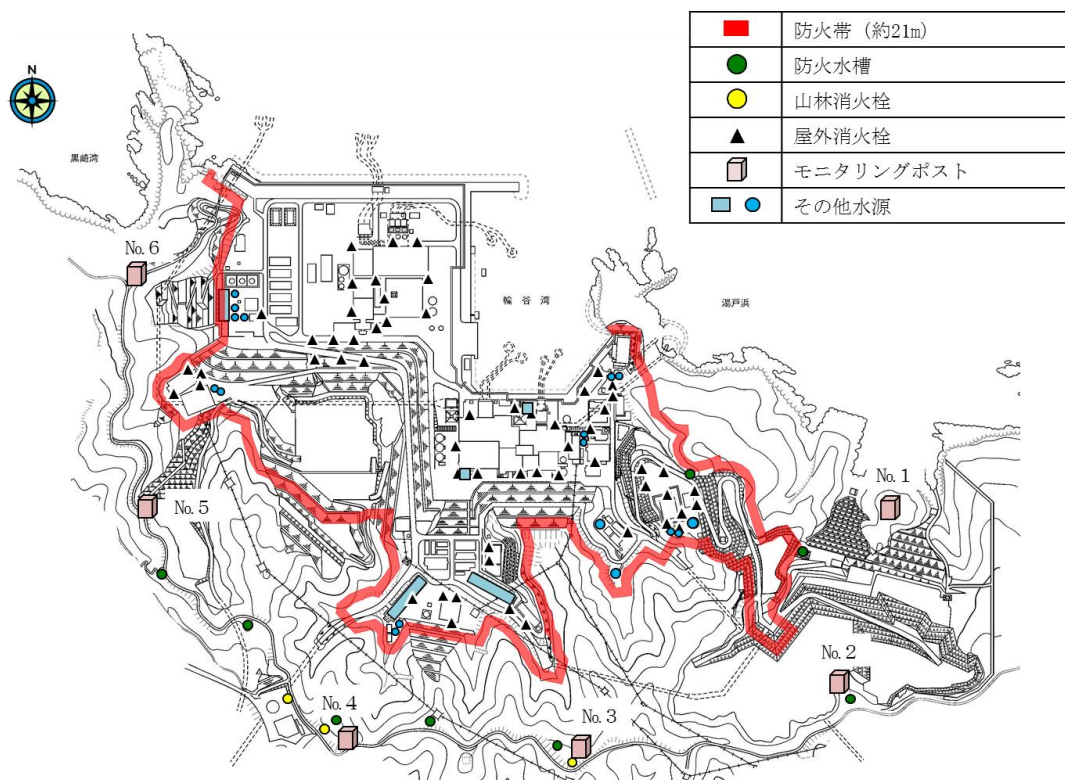 防火帯（約21m）
防火水槽
山林消火栓
屋外消火栓
モニタリングポスト
その他水源
N
黒崎湾
No. 6
輪谷湾
湯戸浜
No. 1
No. 5
No. 2
No. 4
No. 3